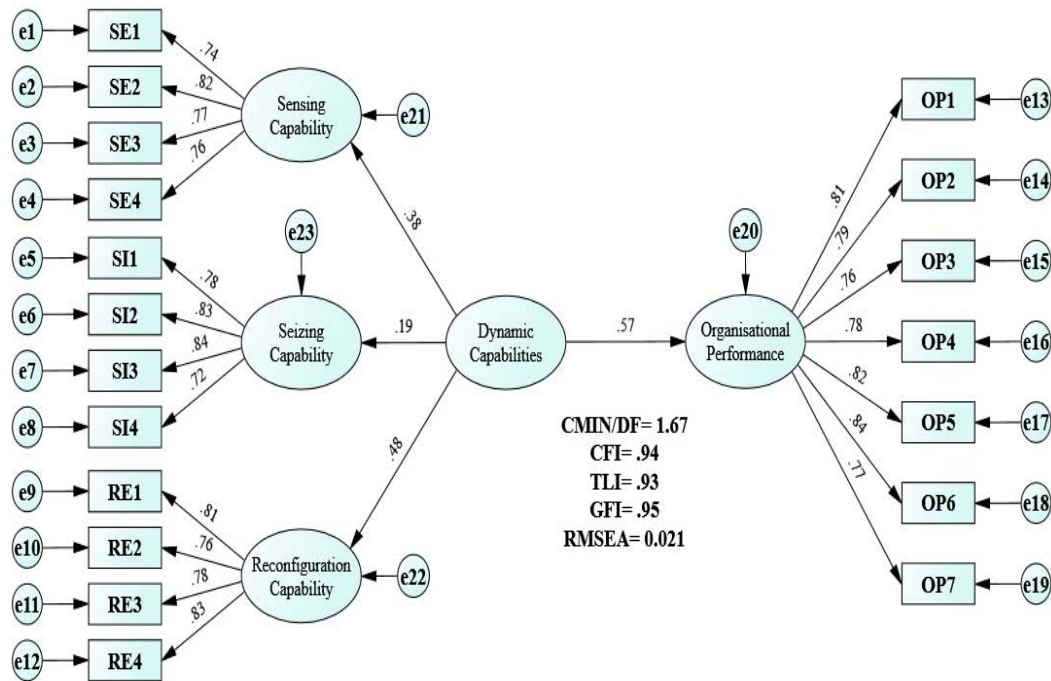 e1
SE1
.74
e2
SE2
.82
e3
SE3
.77
e4
SE4
.76
Sensing
Capability
e21
e5
SI1
.78
e6
SI2
.83
e7
SI3
.84
e8
SI4
.72
e23
Seizing
Capability
e9
RE1
.81
e10
RE2
.76
e11
RE3
.78
e12
RE4
.83
Reconfiguration
Capability
e22
.38
.19
.48
Dynamic
Capabilities
.57
CMIN/DF= 1.67
CFI= .94
TLI= .93
GFI= .95
RMSEA= 0.021
e20
Organisational
Performance
.81
OP1
e13
.79
OP2
e14
.76
OP3
e15
.78
OP4
e16
.82
OP5
e17
.84
OP6
e18
.77
OP7
e19